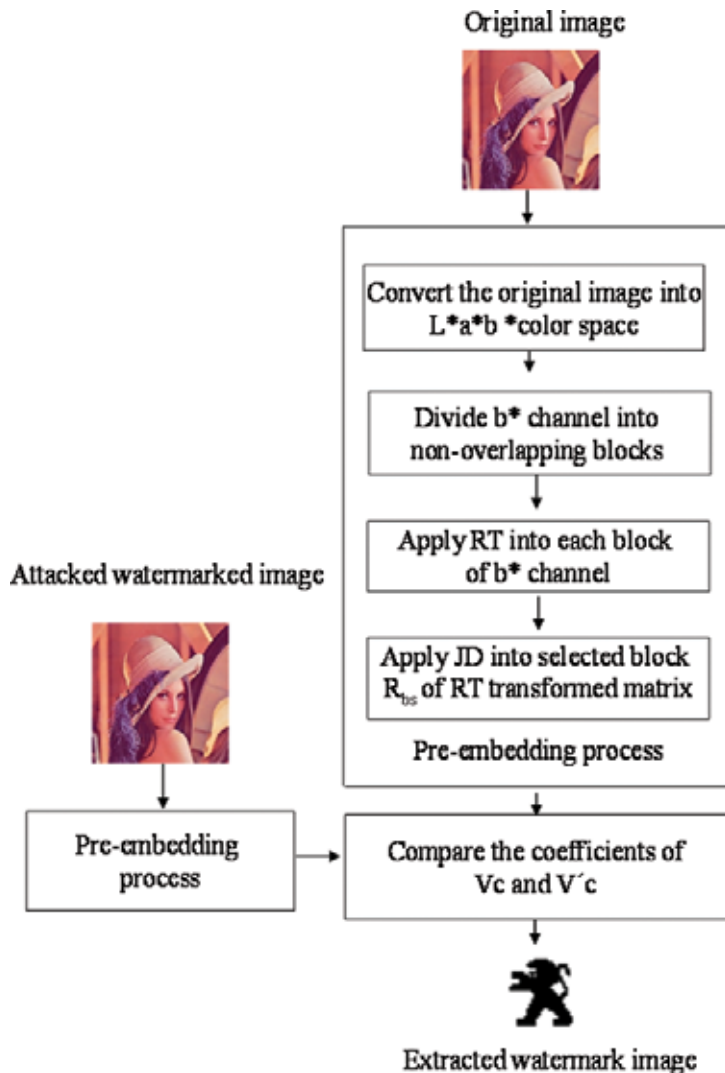 Original image
Convert the original image into
L*a*b *color space
Divide b* channel into
non-overlapping blocks
Apply RT into each block
of b* channel
Attacked watermarked image
Apply JD into selected block
R_bs of RT transformed matrix
Pre-embedding process
Pre-embedding
process
Compare the coefficients of
Vc and V´c
Extracted watermark image